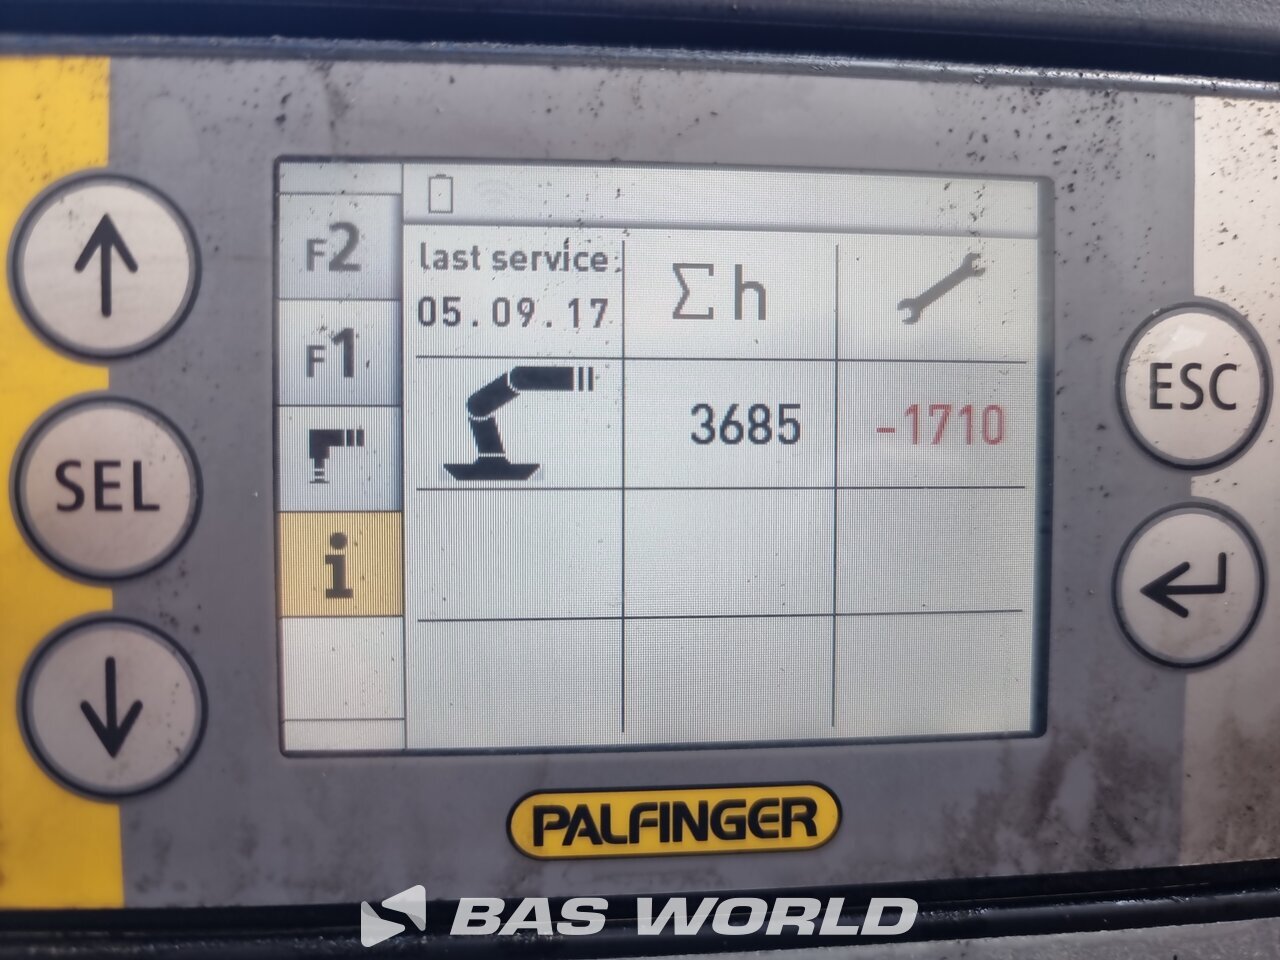 F2
last service:
05.09.17
Σh
F1
3685
-1710
i
SEL
ESC
PALFINGER
BAS WORLD